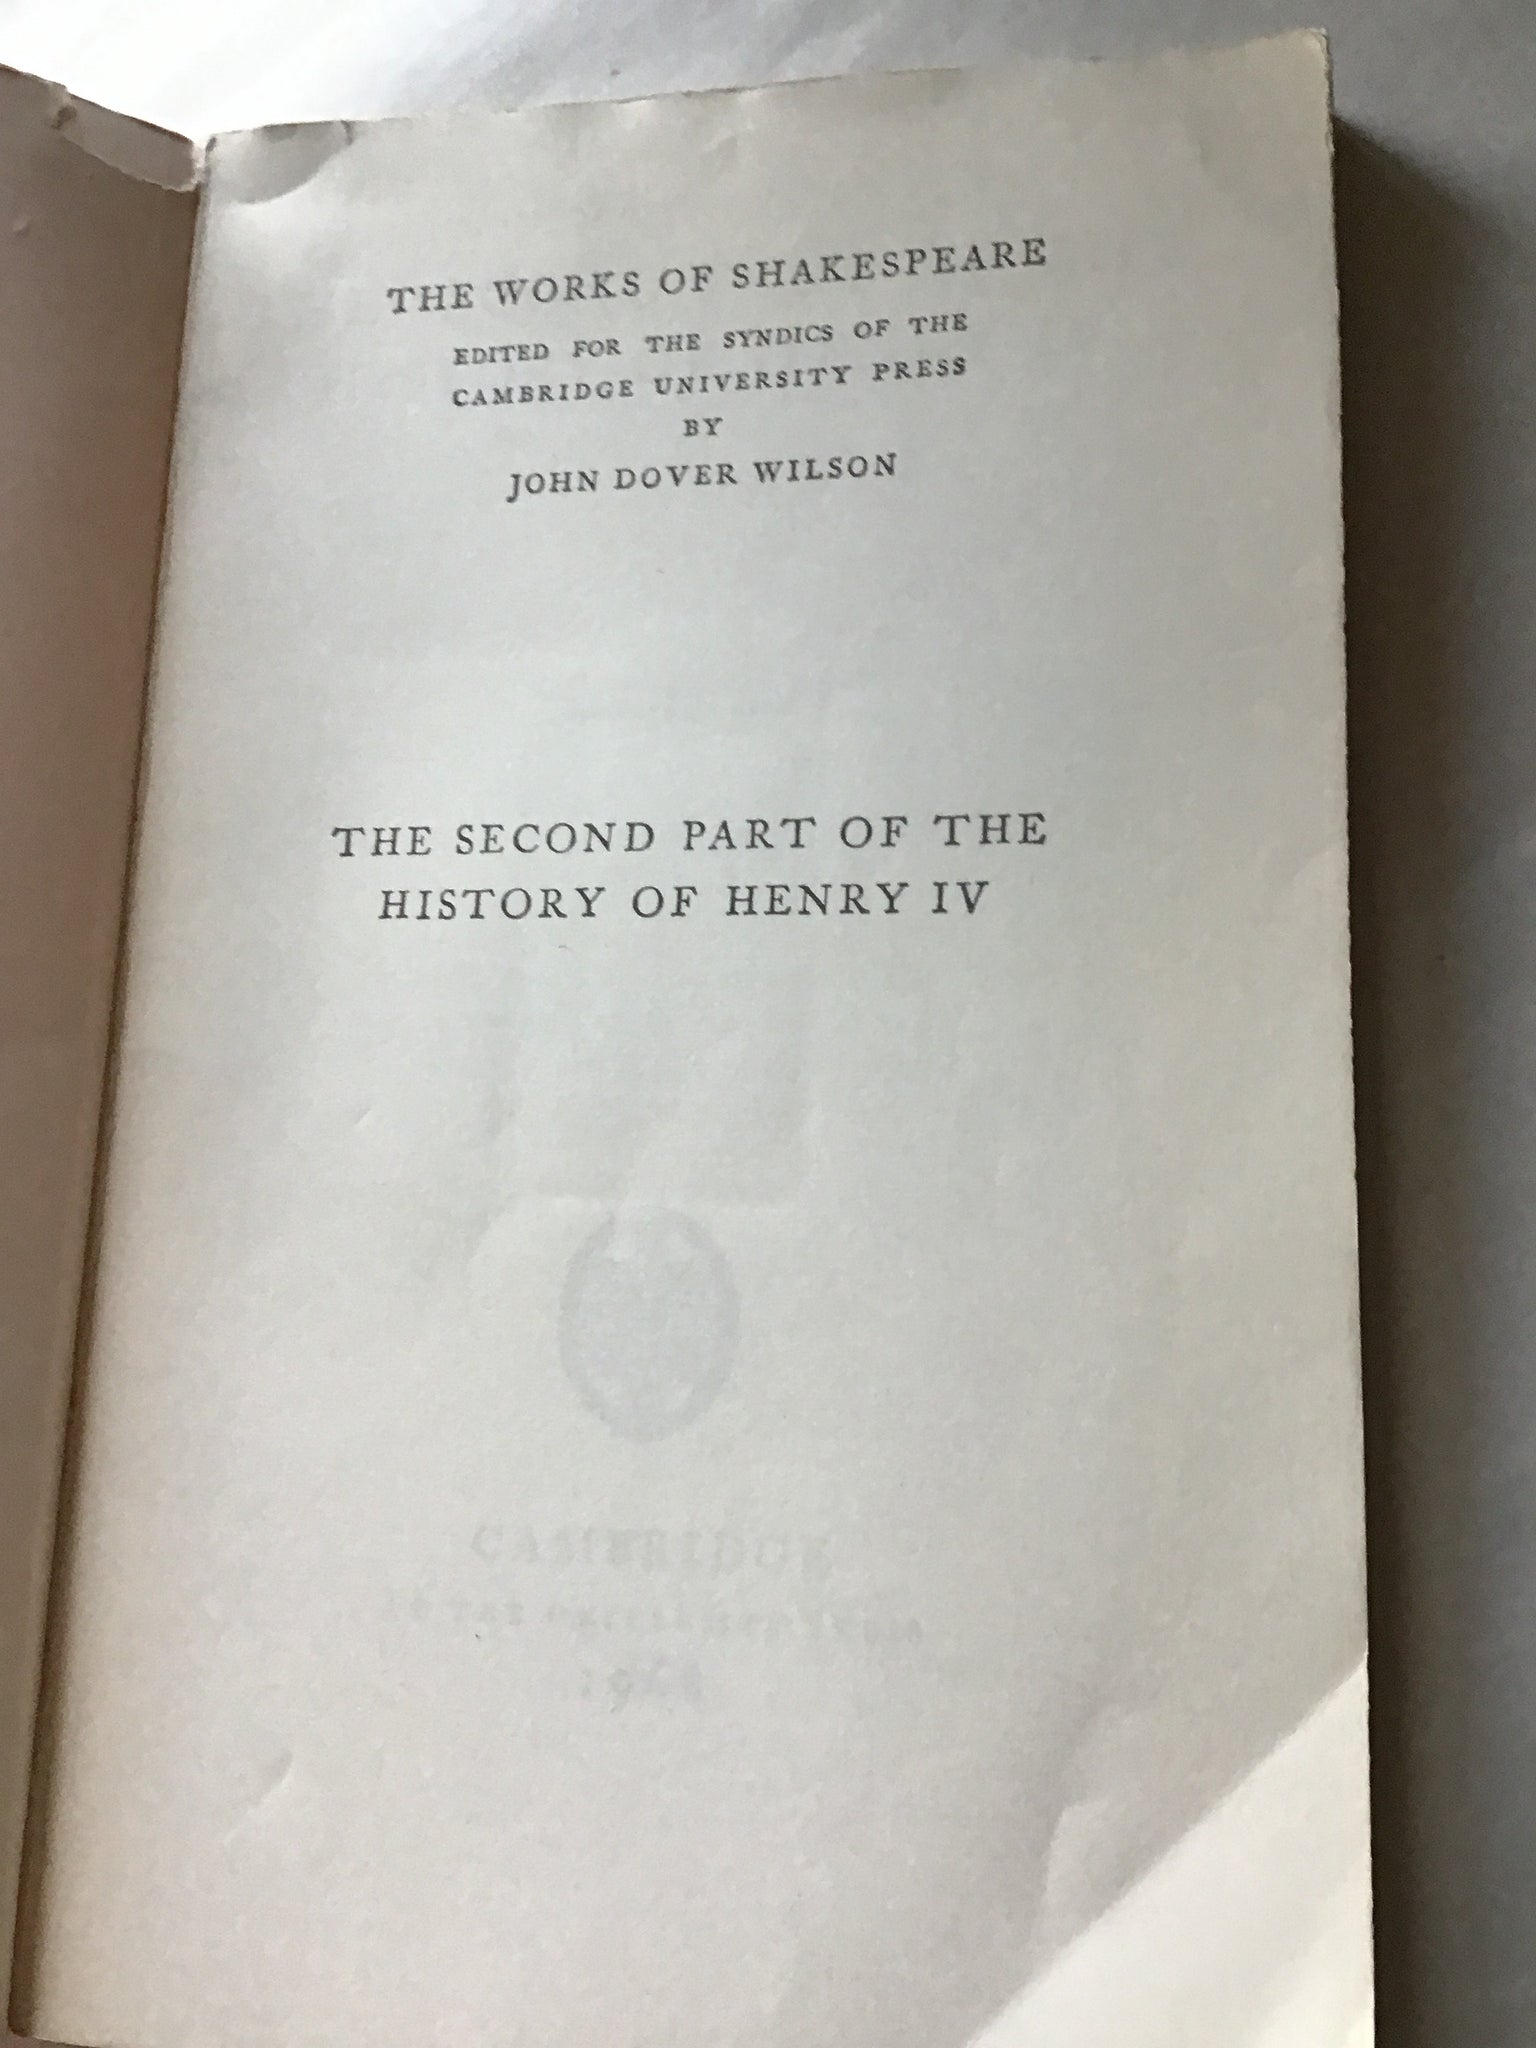 THE WORKS OF SHAKESPEARE
EDITED FOR THE SYNDICS OF THE
CAMBRIDGE UNIVERSITY PRESS
BY
JOHN DOVER WILSON
THE SECOND PART OF THE
HISTORY OF HENRY IV
CAMBRIDGE